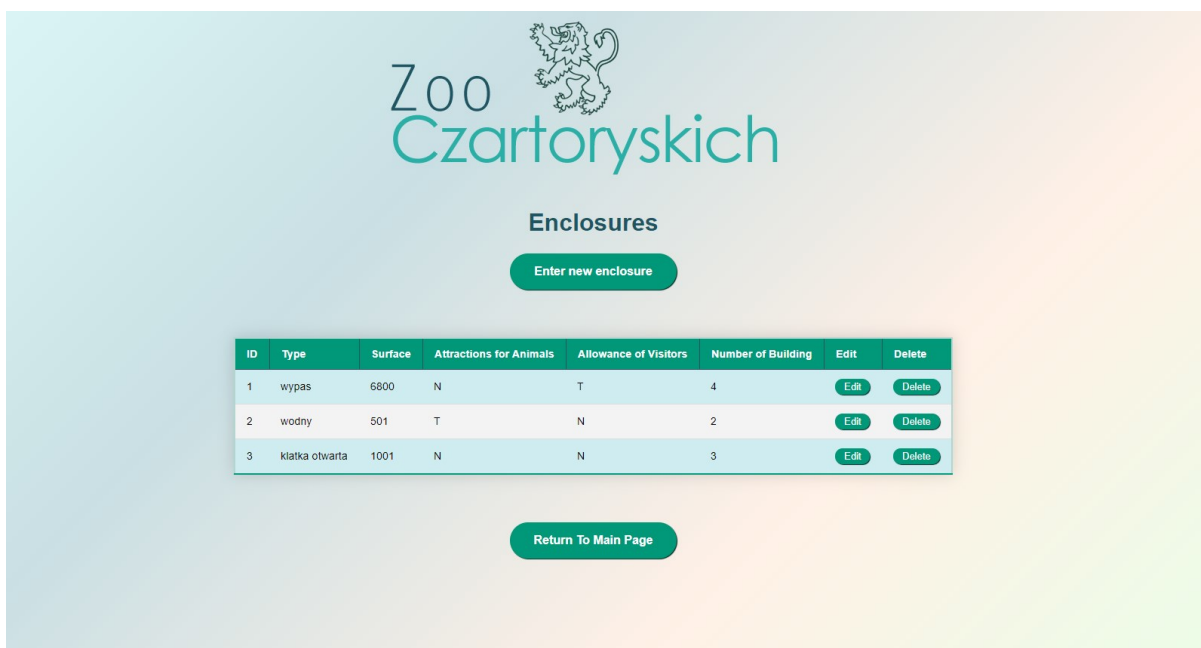 Zoo
Czartoryskich
Enclosures
Enter new enclosure
ID Type Surface Attractions for Animals Allowance of Visitors Number of Building Edit Delete
1 wypas 6800 N T 4 Edit Delete
2 wodny 501 T N 2 Edit Delete
3 klatka otwarta 1001 N N 3 Edit Delete
Return To Main Page